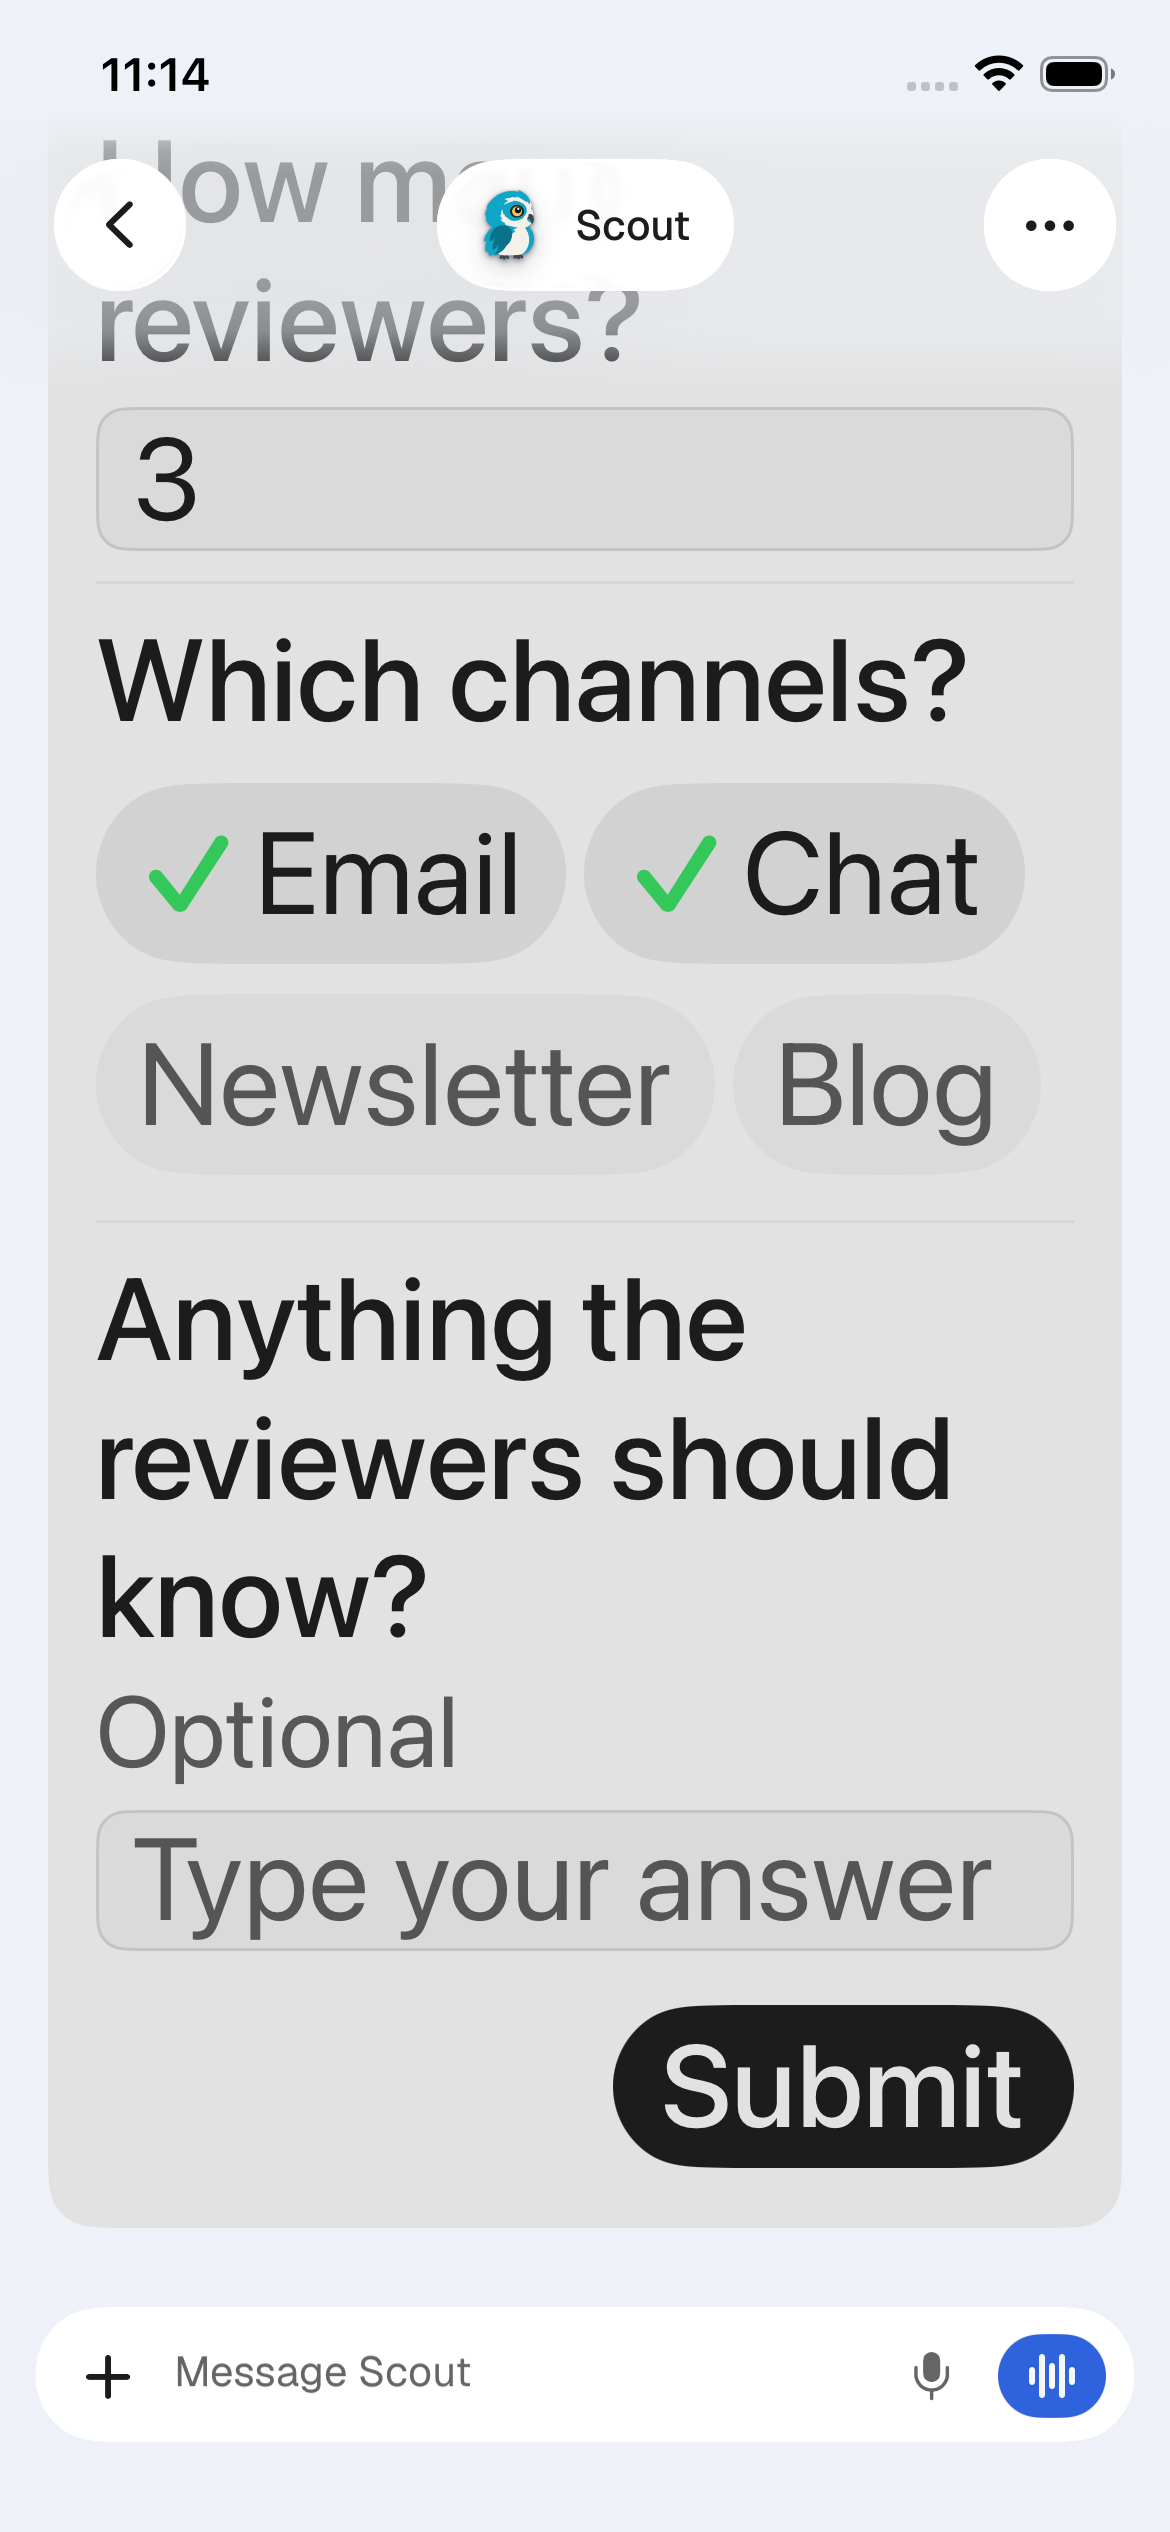 11:14
How m
Scout
reviewers?
3
Which channels?
Email
Chat
Newsletter
Blog
Anything the
reviewers should
know?
Optional
Type your answer
Submit
Message Scout